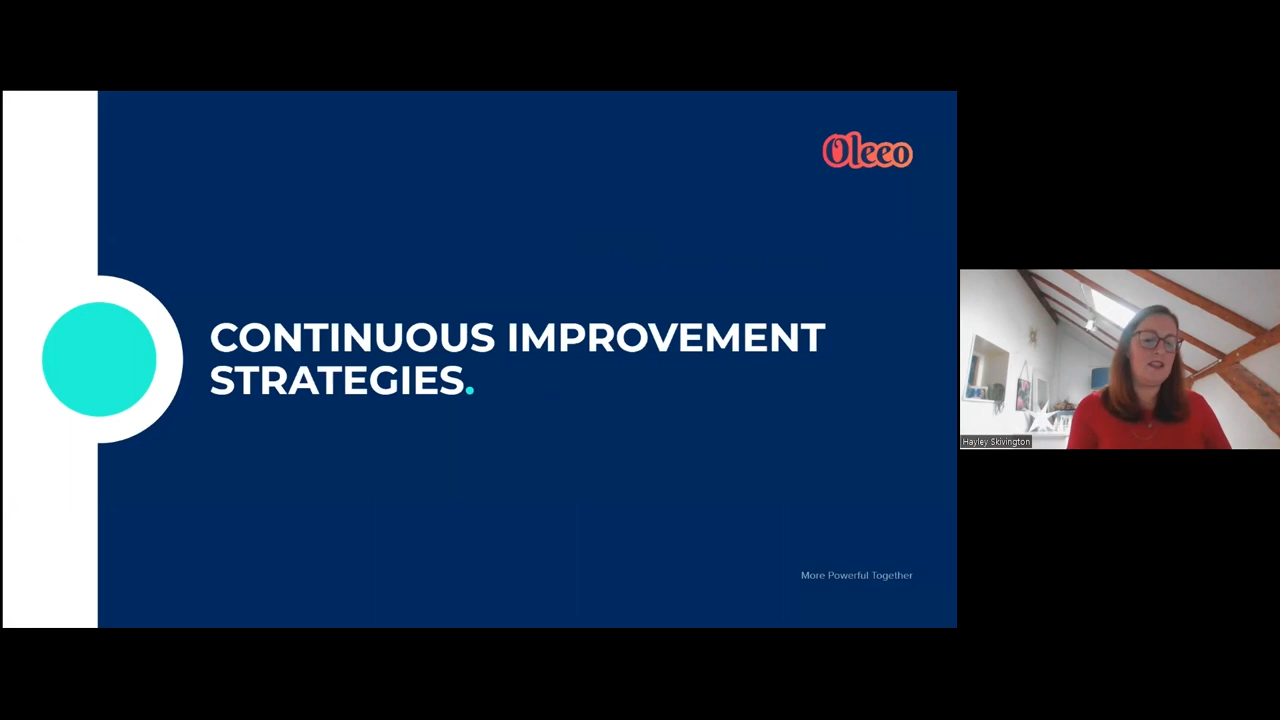 Oleeo
CONTINUOUS IMPROVEMENT
STRATEGIES.
More Powerful Together
Hayley Skivington